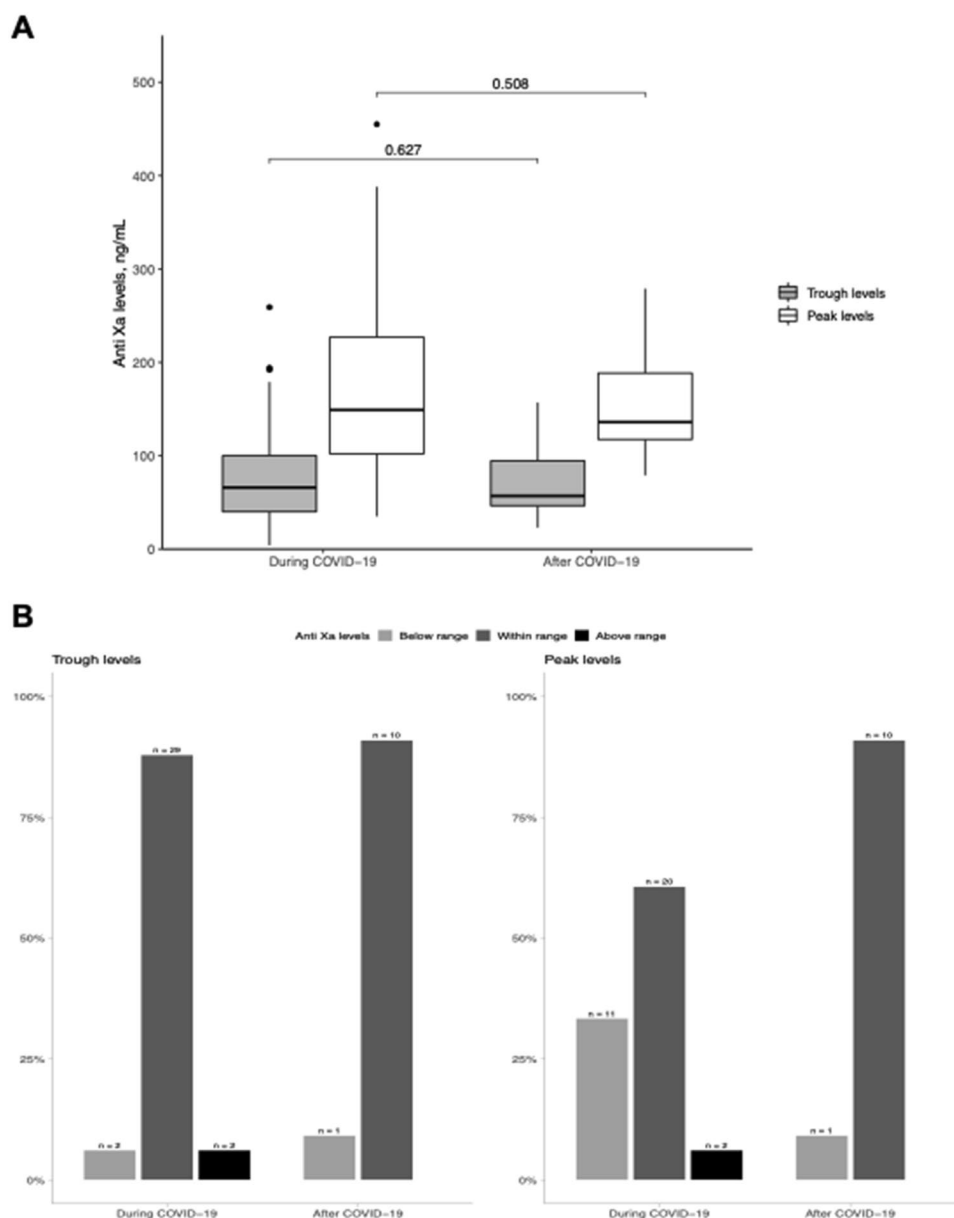 A
0.508
0.627
500
400
300
200
100
0
Anti Xa levels, ng/mL
During COVID-19
After COVID-19
Trough levels
Peak levels
B
Anti Xa levels Below range Within range Above range
Trough levels
100%
75%
50%
25%
0%
n = 2
n = 29
n = 2
n = 1
n = 10
During COVID-19
After COVID-19
Peak levels
100%
75%
50%
25%
0%
n = 11
n = 20
n = 2
n = 1
n = 10
During COVID-19
After COVID-19